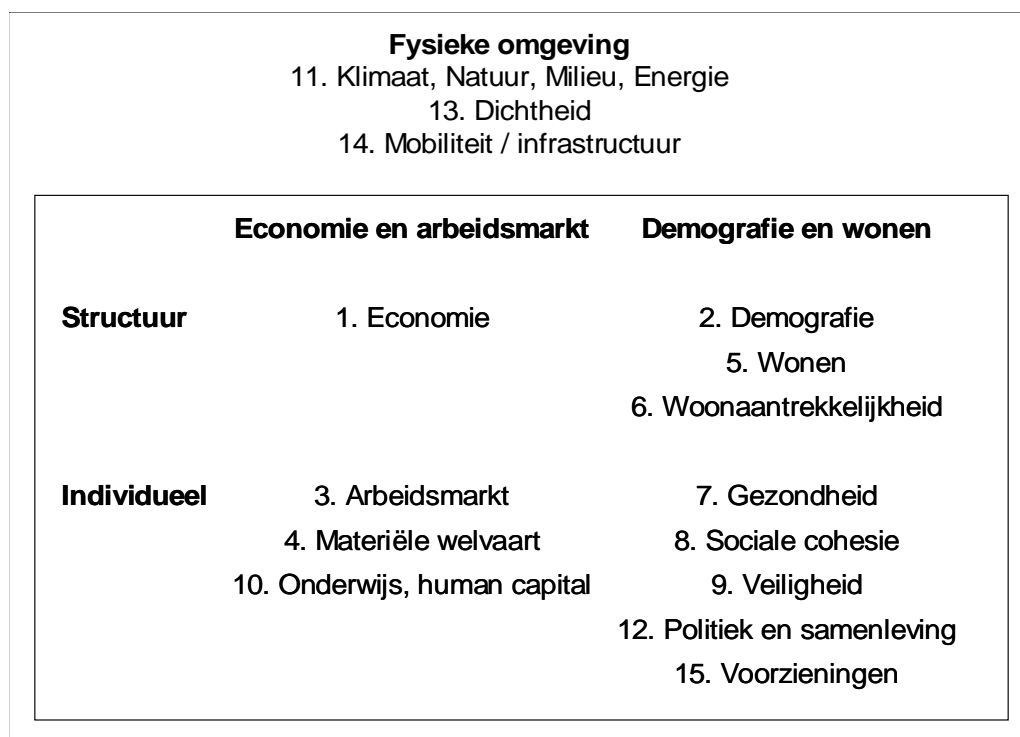 Fysieke omgeving
11. Klimaat, Natuur, Milieu, Energie
13. Dichtheid
14. Mobiliteit / infrastructuur
Economie en arbeidsmarkt Demografie en wonen
Structuur 1. Economie 2. Demografie
5. Wonen
6. Woonaantrekkelijkheid
Individueel 3. Arbeidsmarkt 7. Gezondheid
4. Materiële welvaart 8. Sociale cohesie
10. Onderwijs, human capital 9. Veiligheid
12. Politiek en samenleving
15. Voorzieningen